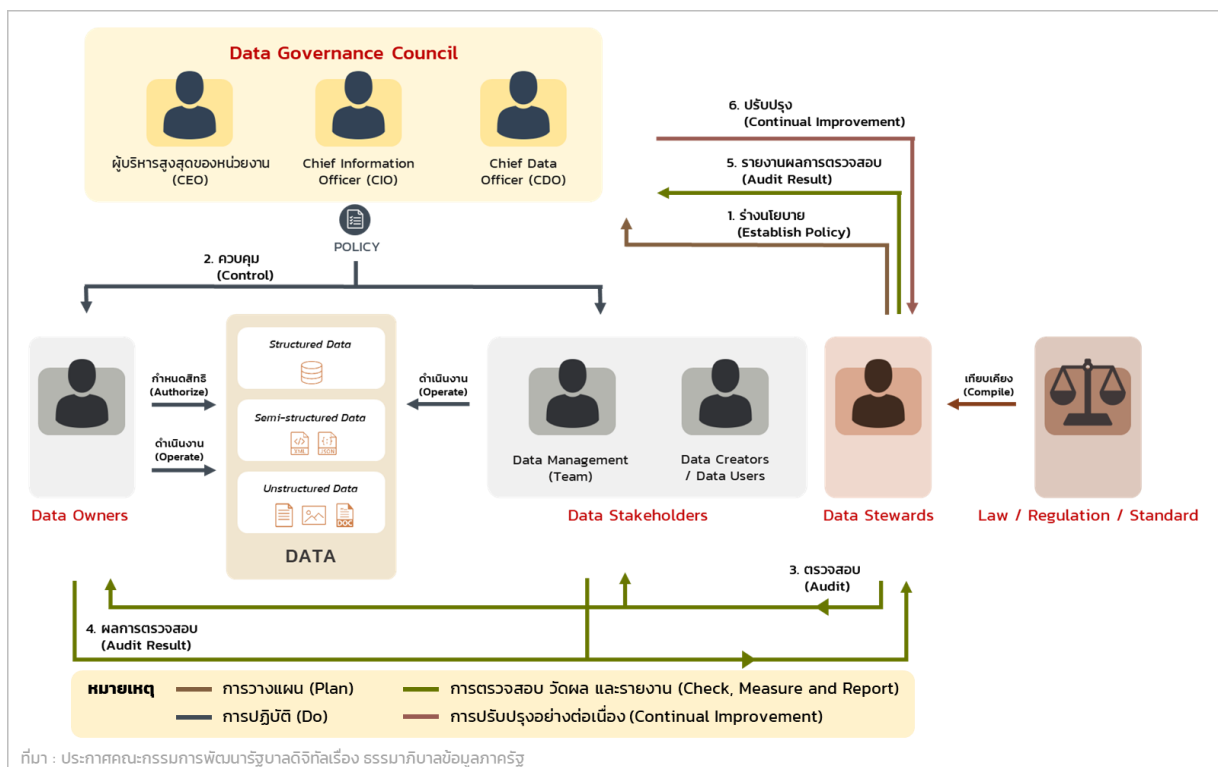 Data Governance Council
ผู้บริหารสูงสุดของหน่วยงาน
(CEO)
Chief Information
Officer (CIO)
Chief Data
Officer (CDO)
6. ปรับปรุง
(Continual Improvement)
5. รายงานผลการตรวจสอบ
(Audit Result)
1. ร่างนโยบาย
(Establish Policy)
POLICY
2. ควบคุม
(Control)
กำหนดสิทธิ
(Authorize)
ดำเนินงาน
(Operate)
Data Owners
Structured Data
Semi-structured Data
XML
JSON
Unstructured Data
DOC
DATA
ดำเนินงาน
(Operate)
Data Management
(Team)
Data Creators
/ Data Users
Data Stakeholders
Data Stewards
เทียบเคียง
(Compile)
Law / Regulation / Standard
3. ตรวจสอบ
(Audit)
4. ผลการตรวจสอบ
(Audit Result)
หมายเหตุ
การวางแผน (Plan)
การตรวจสอบ วัดผล และรายงาน (Check, Measure and Report)
การปฏิบัติ (Do)
การปรับปรุงอย่างต่อเนื่อง (Continual Improvement)
ที่มา : ประกาศคณะกรรมการพัฒนารัฐบาลดิจิทัลเรื่อง ธรรมาภิบาลข้อมูลภาครัฐ